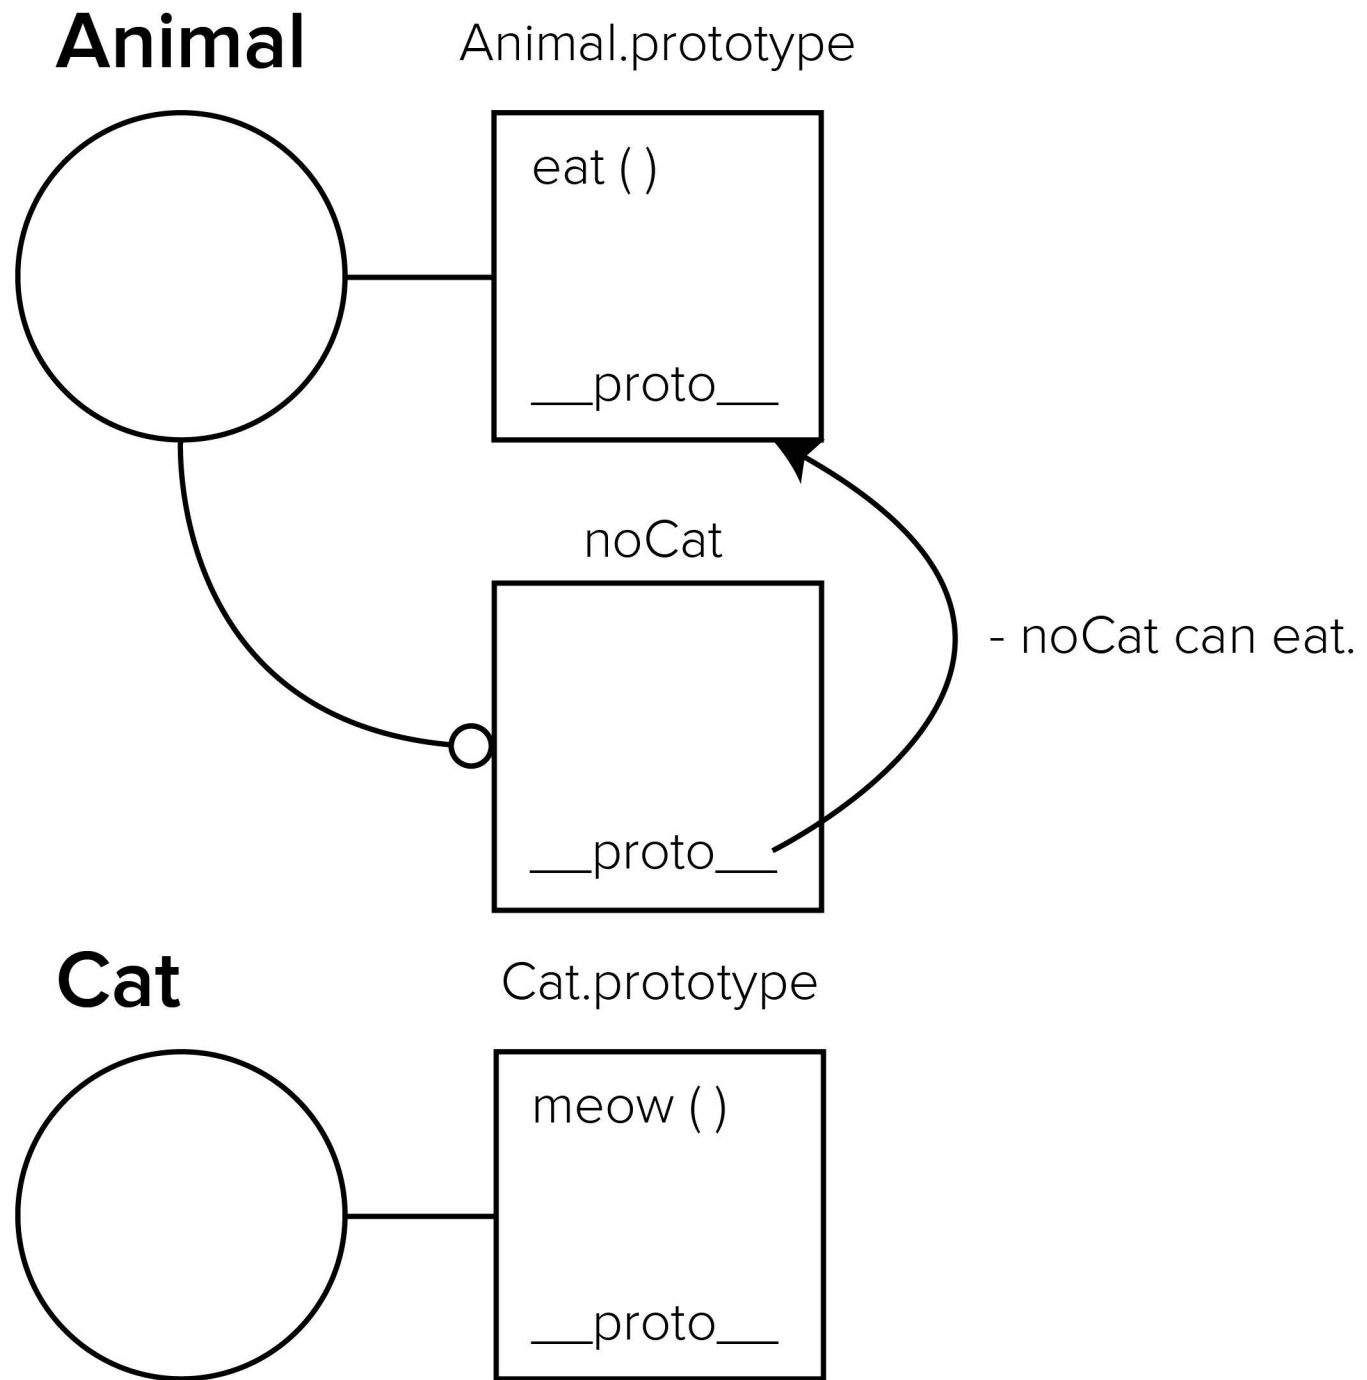 Animal
Animal.prototype
eat ( )
__proto__
noCat
- noCat can eat.
__proto__
Cat
Cat.prototype
meow ( )
__proto__